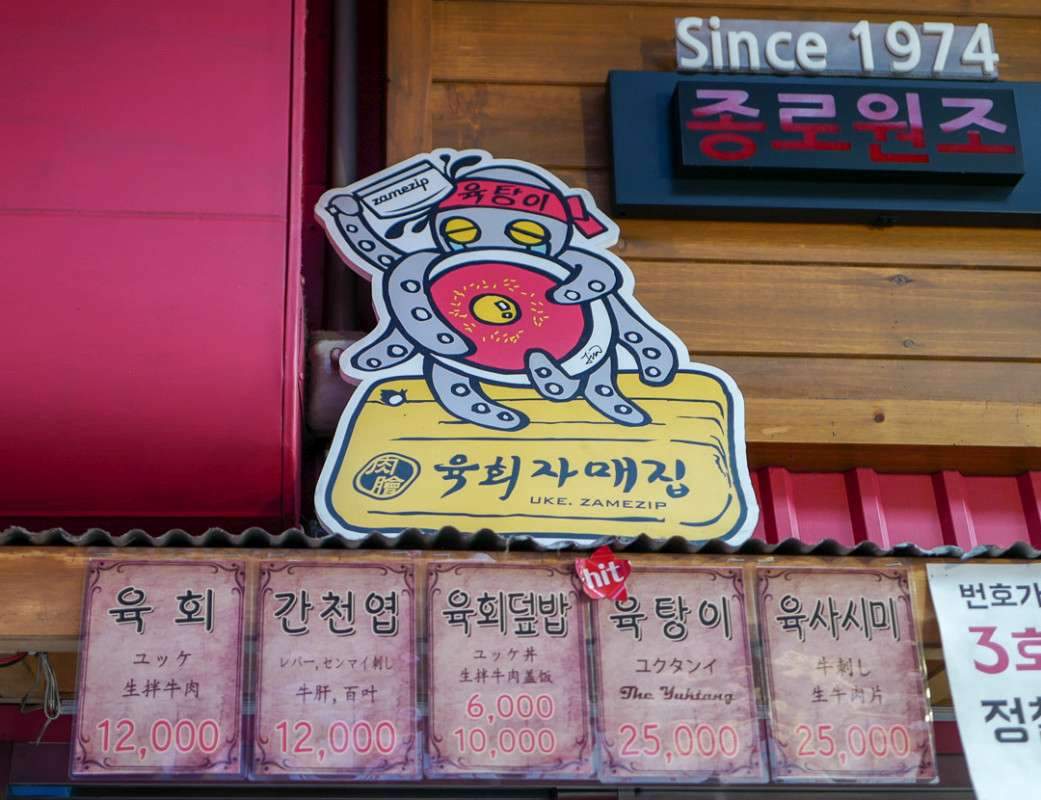 Since 1974
종로원조
zamezip
육탕이
Jin
肉膾
육회자매집
UKE. ZAMEZIP
hit
육 회
ユッケ
生拌牛肉
12,000
간천엽
レバー,センマイ刺し
牛肝, 百叶
12,000
육회덮밥
ユッケ丼
生拌牛肉盖饭
6,000
10,000
육탕이
ユクタンイ
The Yuktang
25,000
육사시미
牛刺し
生牛肉片
25,000
번호가
3호